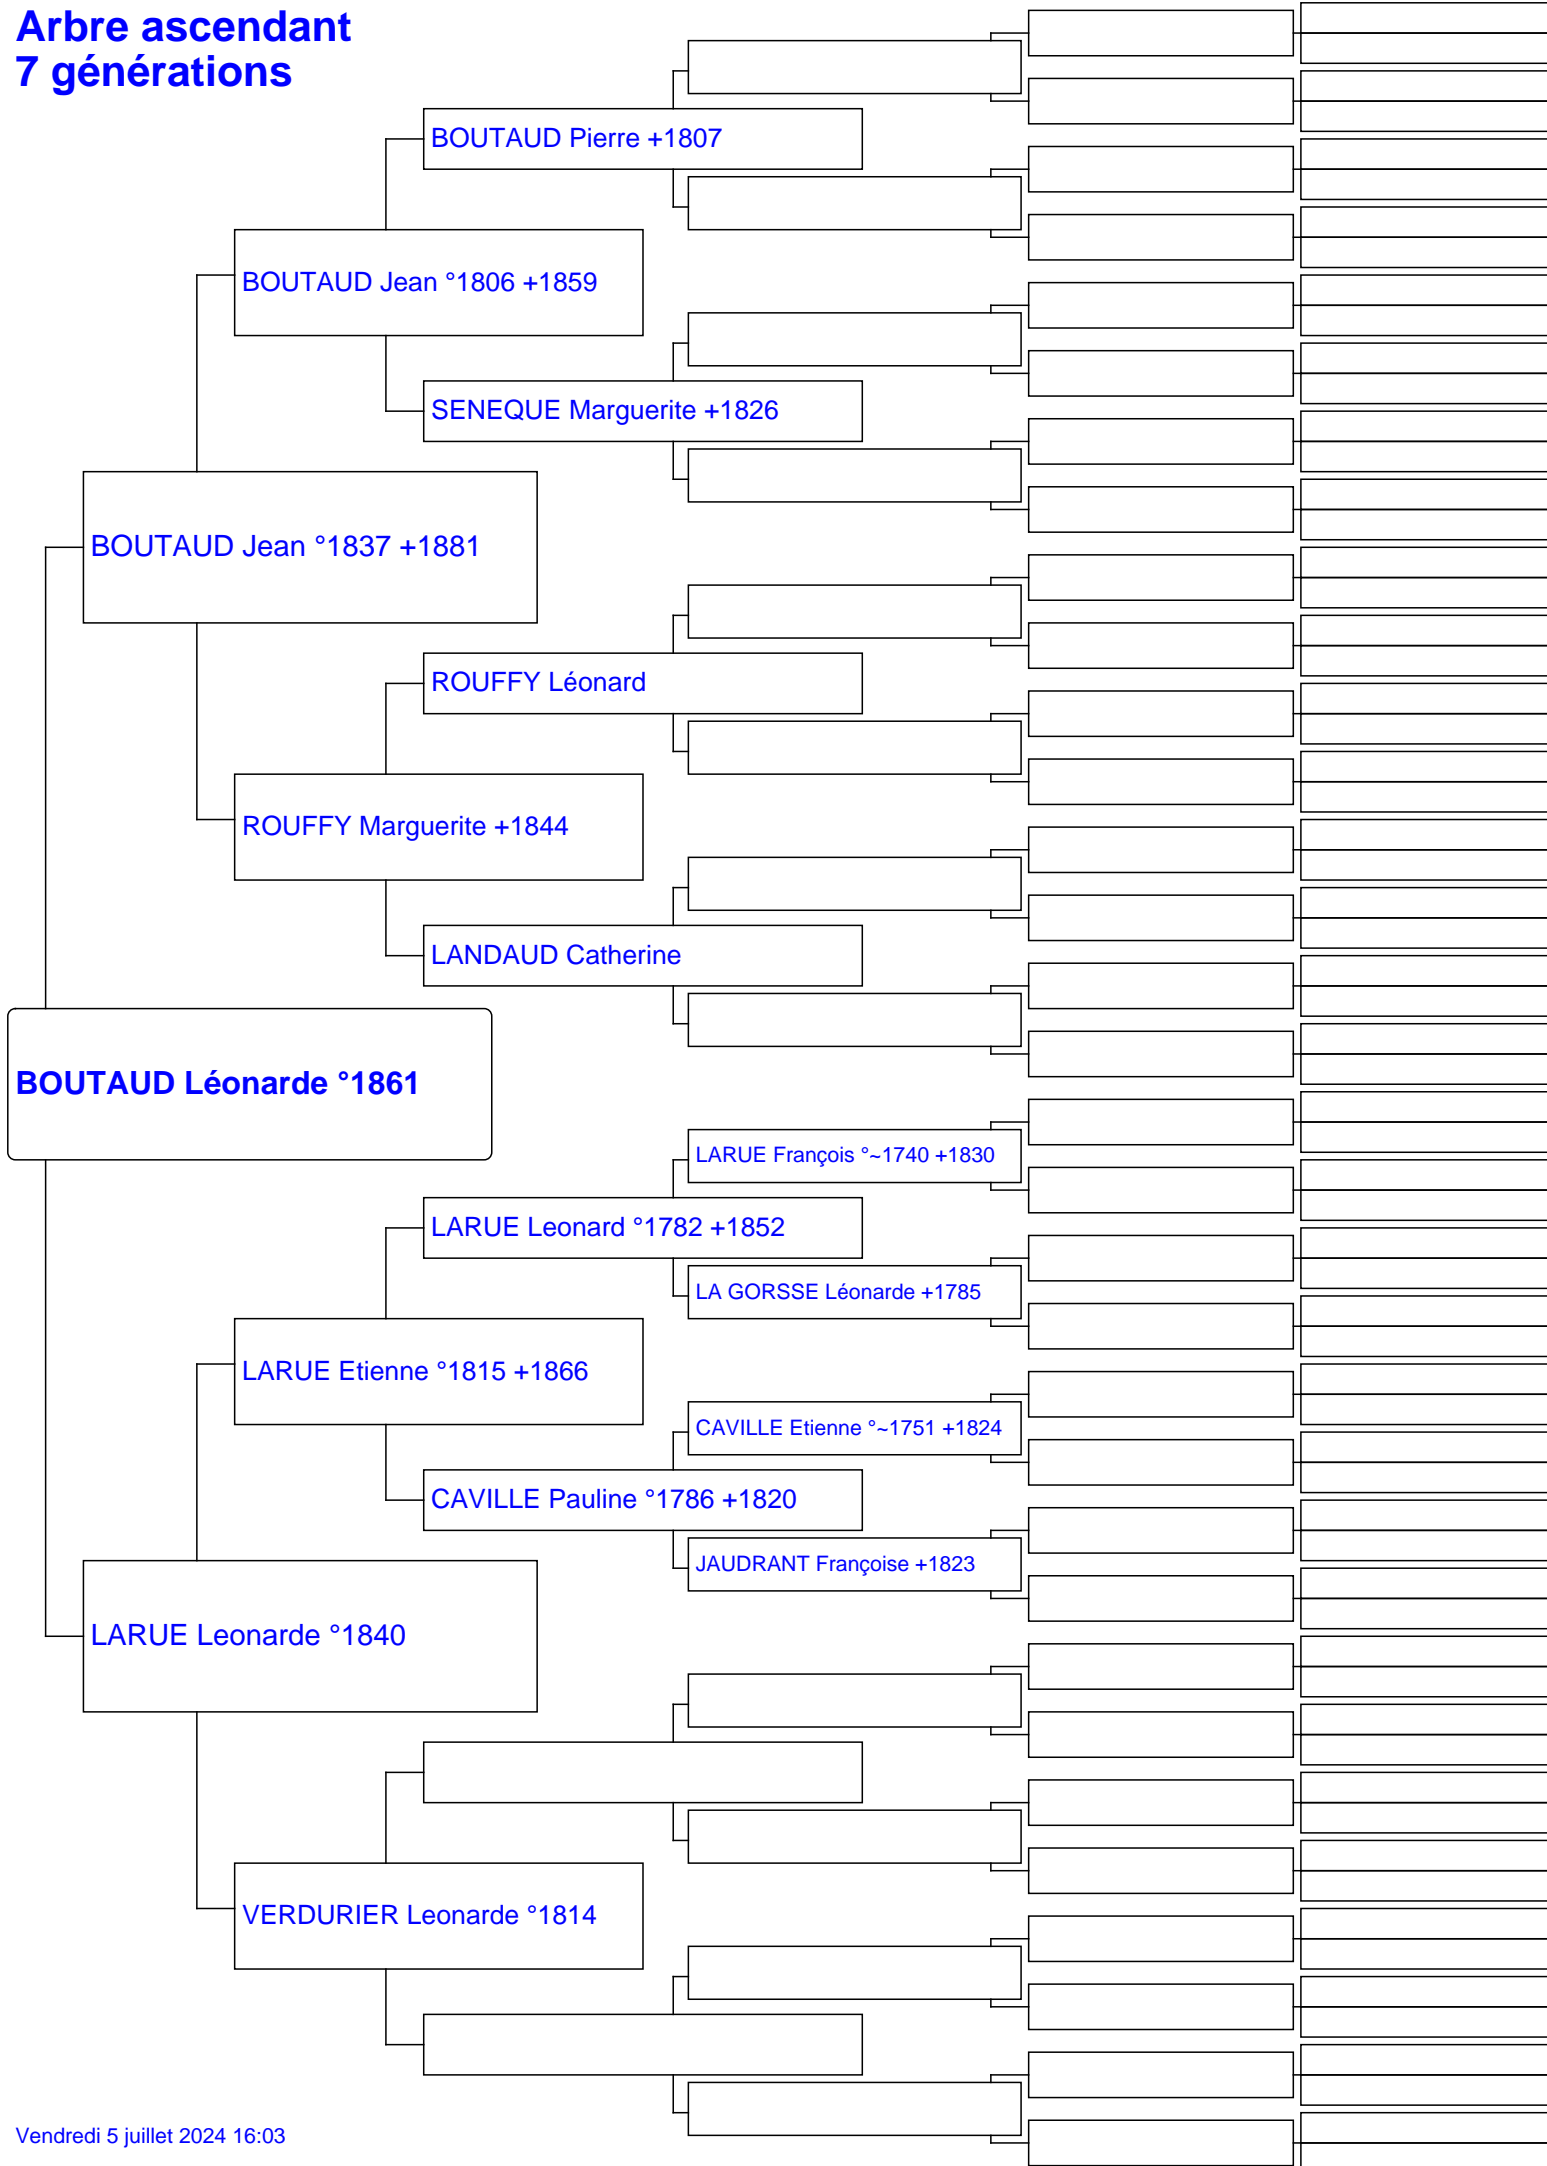 Arbre ascendant
7 générations
BOUTAUD Pierre +1807
BOUTAUD Jean °1806 +1859
SENEQUE Marguerite +1826
BOUTAUD Jean °1837 +1881
ROUFFY Léonard
ROUFFY Marguerite +1844
LANDAUD Catherine
BOUTAUD Léonarde °1861
LARUE François °~1740 +1830
LARUE Leonard °1782 +1852
LA GORSSE Léonarde +1785
LARUE Etienne °1815 +1866
CAVILLE Etienne °~1751 +1824
CAVILLE Pauline °1786 +1820
JAUDRANT Françoise +1823
LARUE Leonarde °1840
VERDURIER Leonarde °1814
Vendredi 5 juillet 2024 16:03